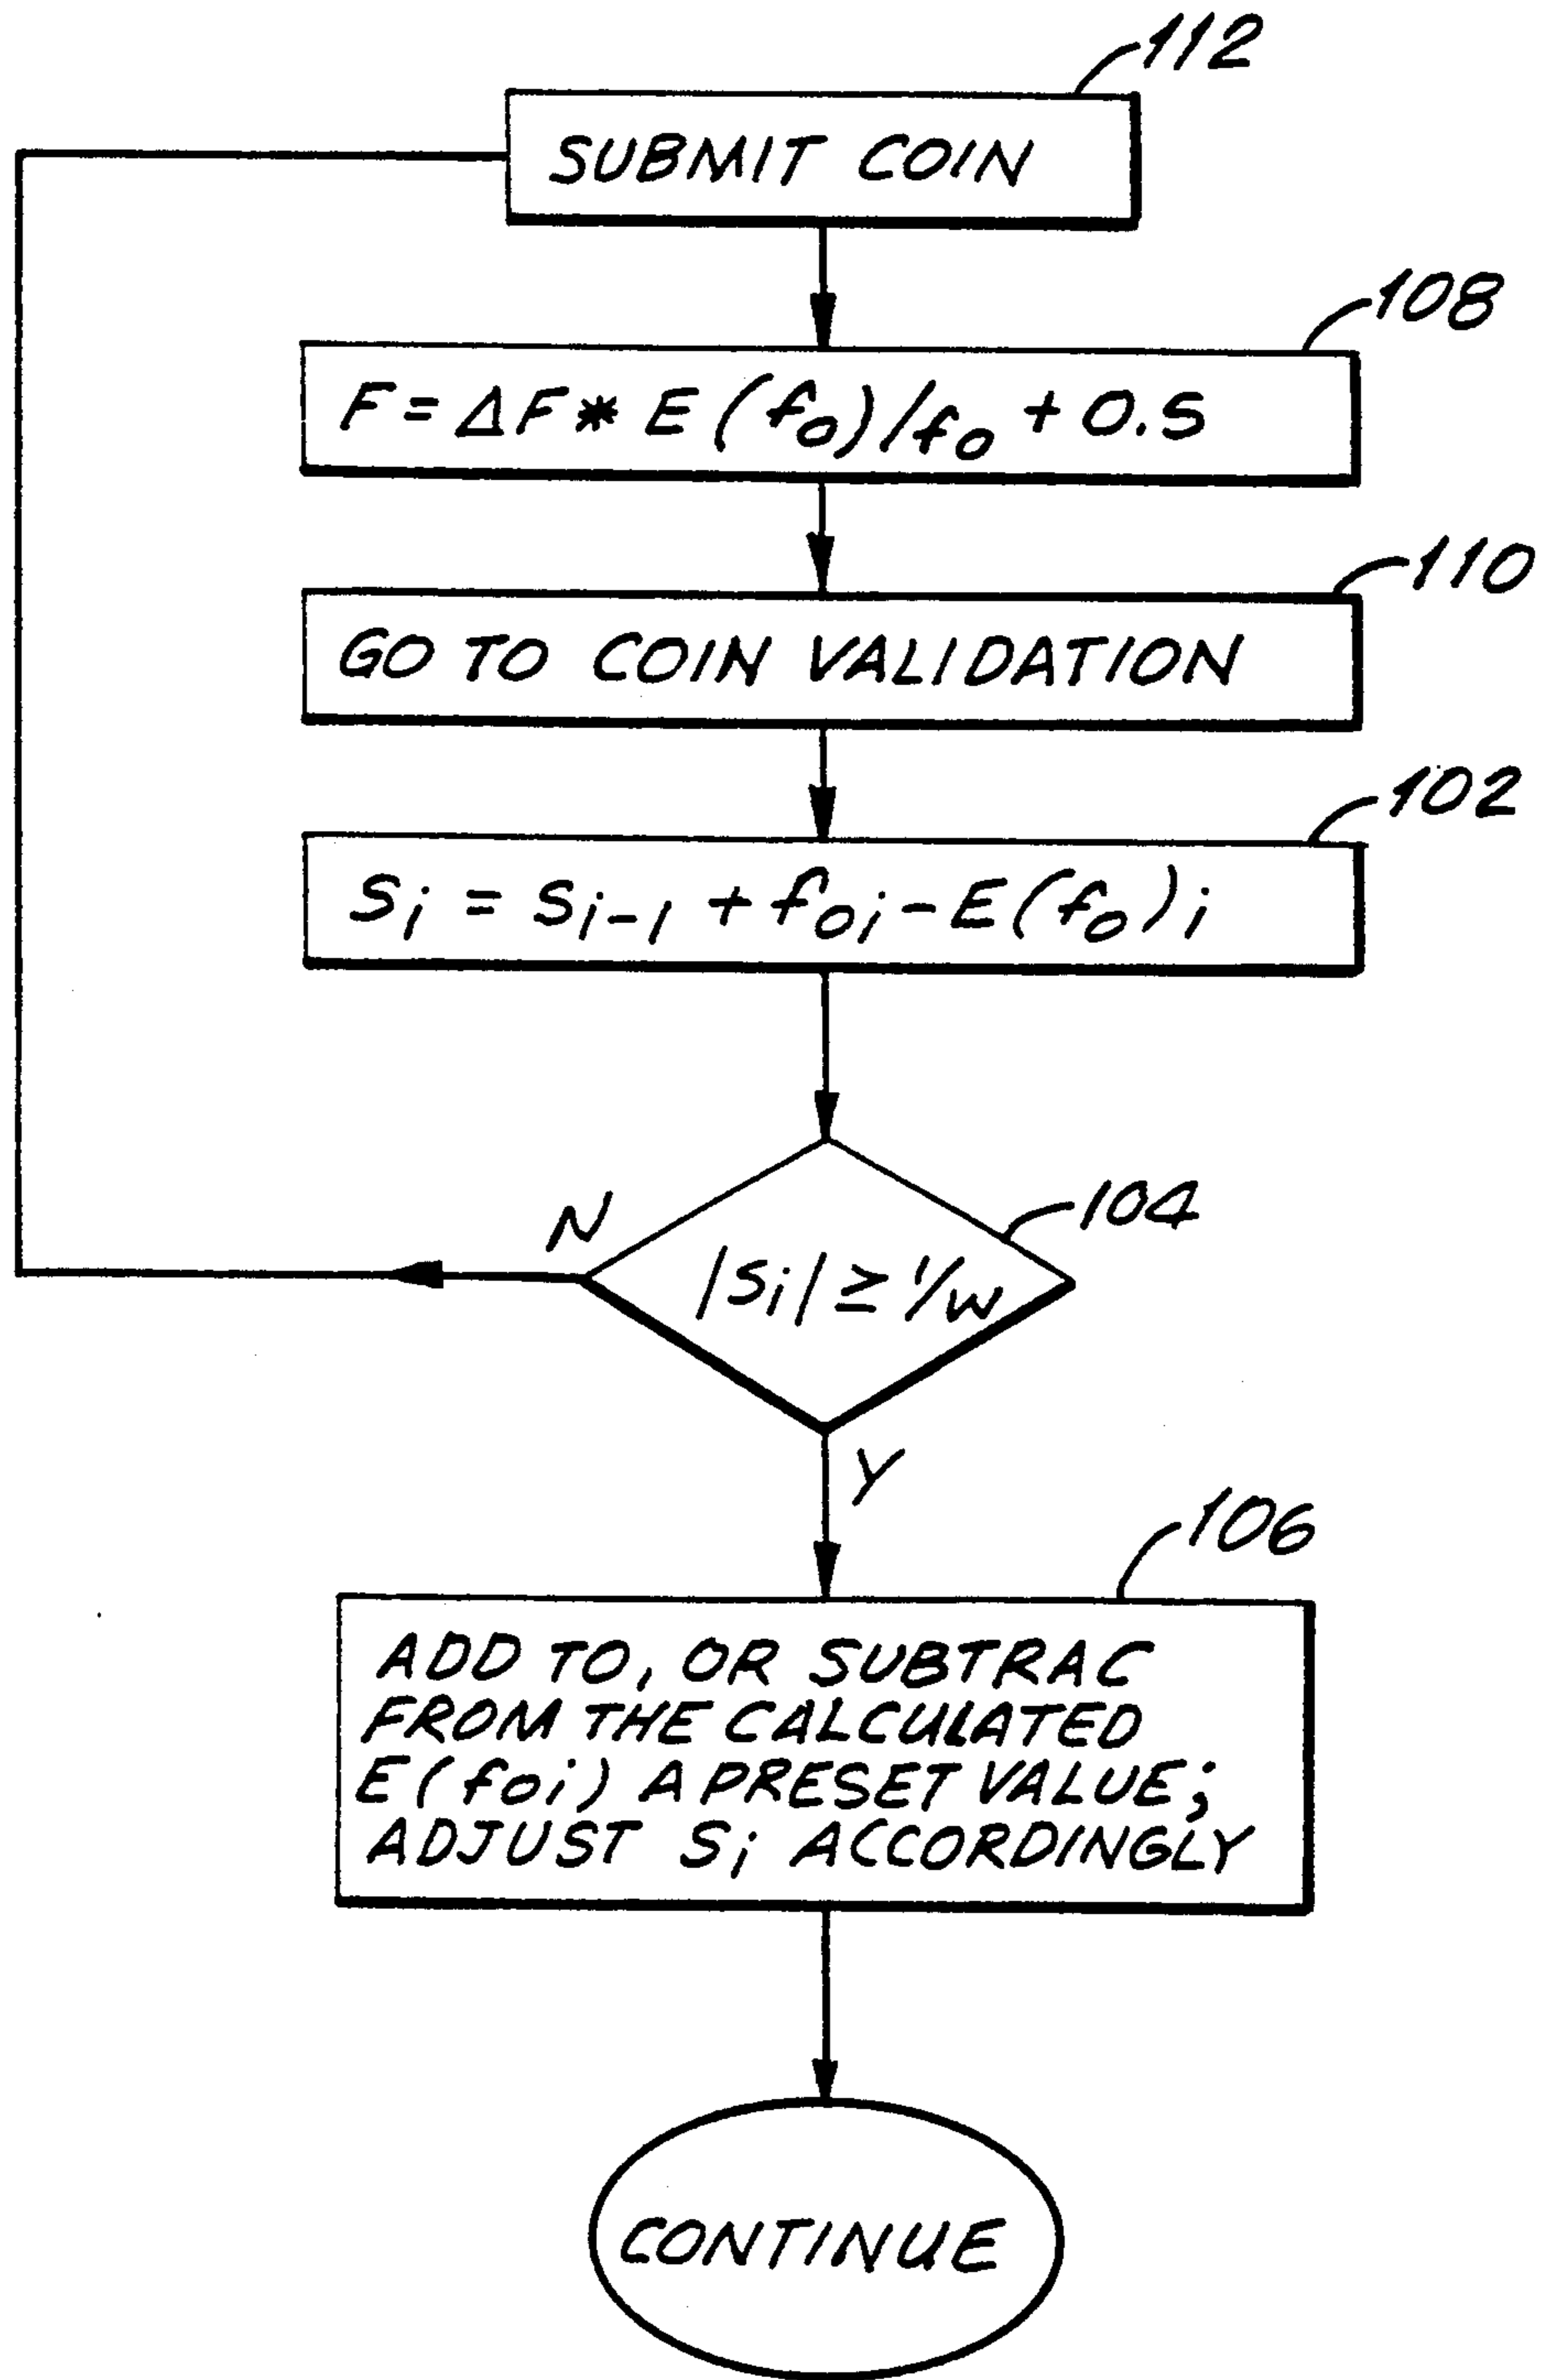 112
SUBMIT COIN
108
F = ΔF * E(f₀)/f₀ + 0.5
110
GO TO COIN VALIDATION
102
Sᵢ = Sᵢ₋₁ + f₀ᵢ - E(f₀)ᵢ
104
N
|Sᵢ| ≥ 1/w
Y
106
ADD TO, OR SUBTRAC
FROM THE CALCULATED
E(f₀ᵢ) A PRESET VALUE;
ADJUST Sᵢ ACCORDINGLY
CONTINUE